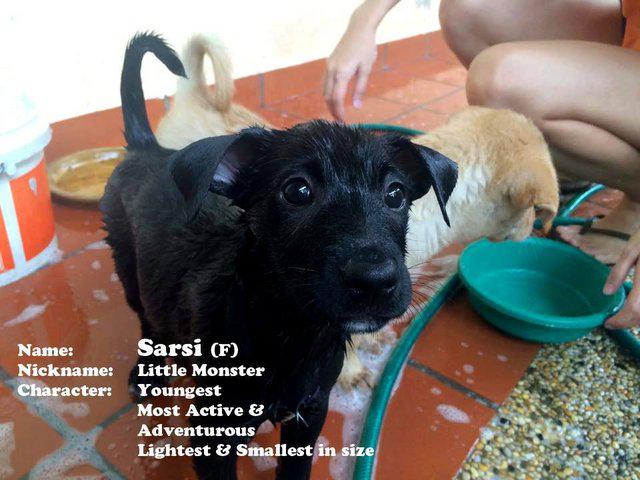 Name: Sarsi (F)
Nickname: Little Monster
Character: Youngest
Most Active &
Adventurous
Lightest & Smallest in size